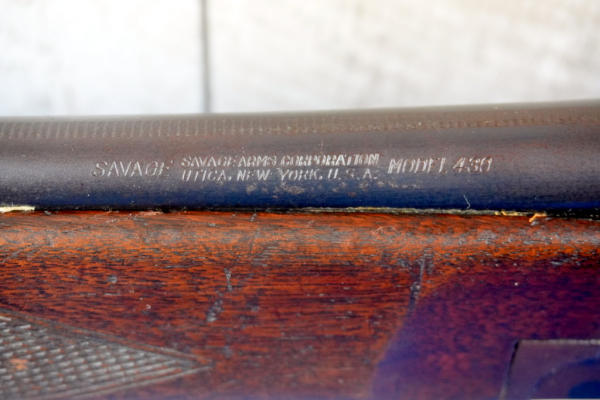 SAVAGE
SAVAGE ARMS CORPORATION
UTICA, NEW YORK, U.S.A.
MODEL 430